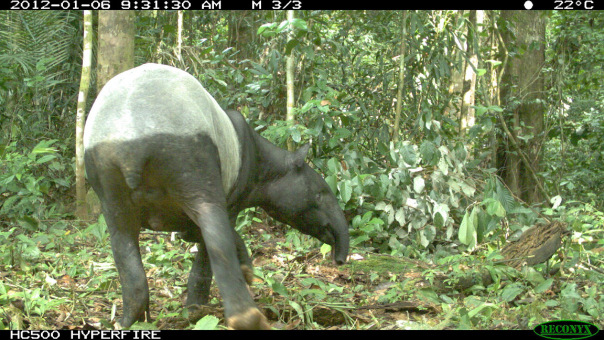 2012-01-06 9:31:30 AM M 3/3 22°C
HC500 HYPERFIRE RECONYX